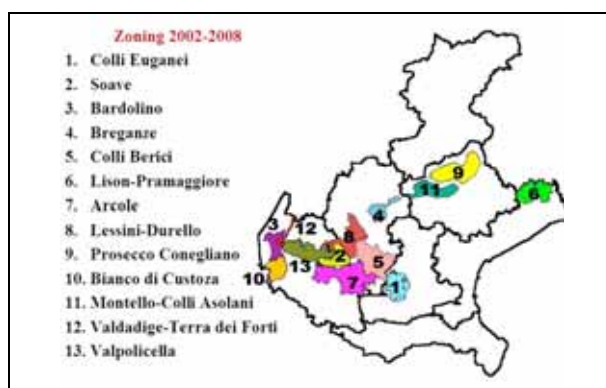 Zoning 2002-2008
1. Colli Euganei
2. Soave
3. Bardolino
4. Breganze
5. Colli Berici
6. Lison-Pramaggiore
7. Arcole
8. Lessini-Durello
9. Prosecco Conegliano
10. Bianco di Custoza
11. Montello-Colli Asolani
12. Valdadige-Terra dei Forti
13. Valpolicella
9
11
6
4
3
12
8
2
5
13
10
7
1